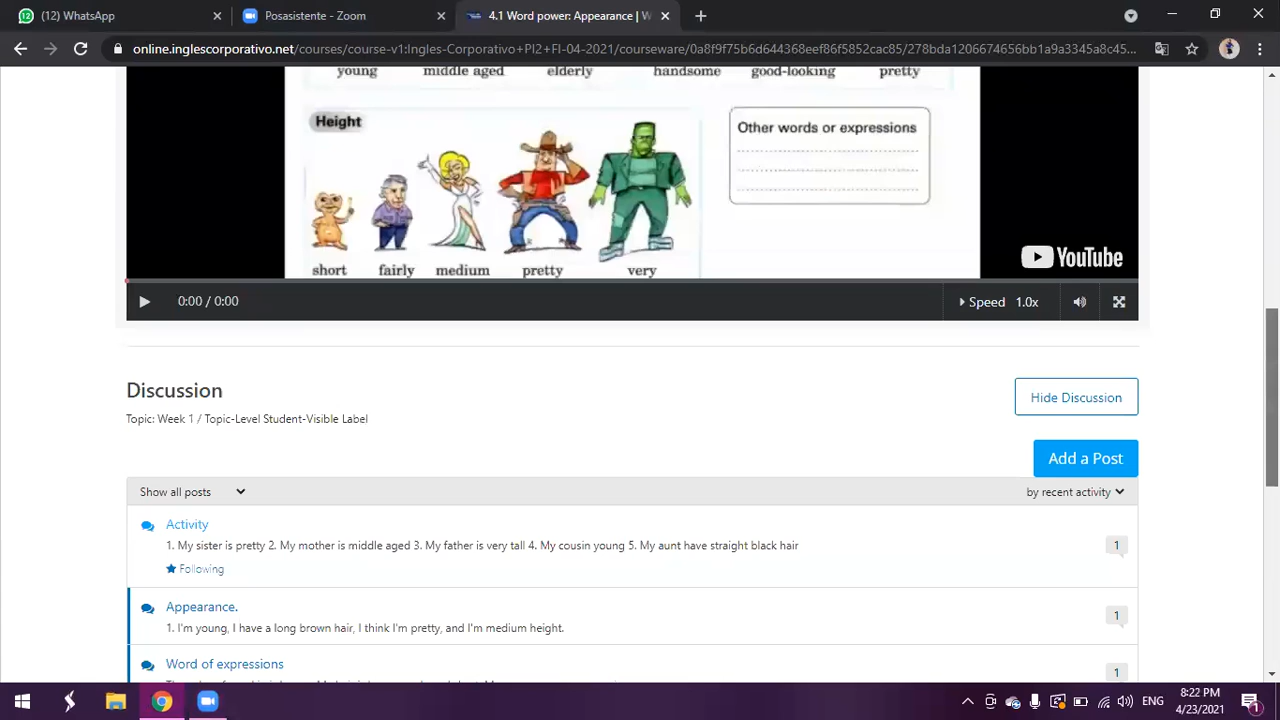 (12) WhatsApp
Posasistente - Zoom
4.1 Word power: Appearance | W
online.inglescorporativo.net/courses/course-v1:Ingles-Corporativo+PI2+FI-04-2021/courseware/0a8f9f75b6d644368eef86f5852cac85/278bda1206674656bb1a9a3345a8c45...
young middle aged elderly handsome good-looking pretty
Height
Other words or expressions
short fairly medium pretty very
YouTube
0:00 / 0:00
Speed 1.0x
Discussion
Hide Discussion
Topic: Week 1 / Topic-Level Student-Visible Label
Add a Post
Show all posts
by recent activity
Activity
1. My sister is pretty 2. My mother is middle aged 3. My father is very tall 4. My cousin young 5. My aunt have straight black hair
1
Following
Appearance.
1. I'm young, I have a long brown hair, I think I'm pretty, and I'm medium height.
1
Word of expressions
1
ENG
8:22 PM
4/23/2021
1